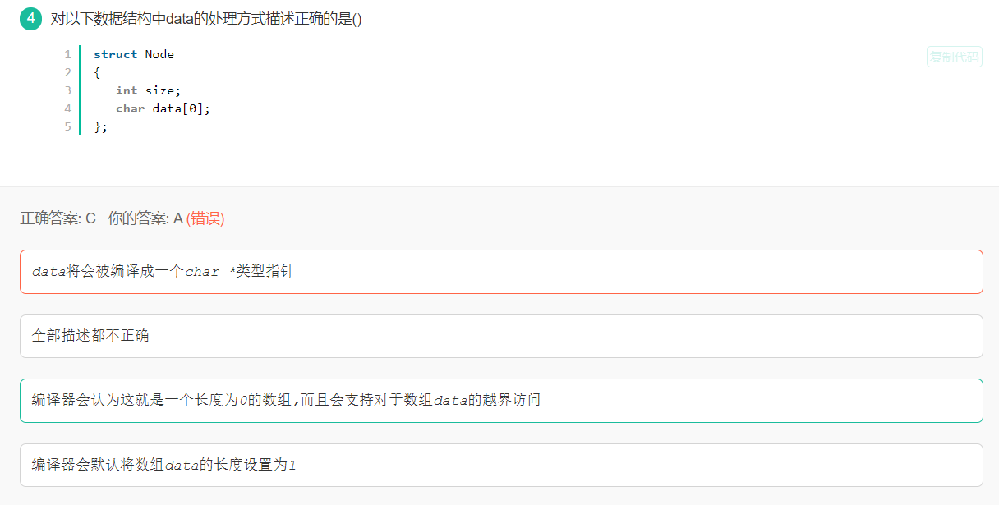 4 对以下数据结构中data的处理方式描述正确的是()
复制代码
1 struct Node
2 {
3 int size;
4 char data[0];
5 };
正确答案: C 你的答案: A (错误)
data将会被编译成一个char *类型指针
全部描述都不正确
编译器会认为这就是一个长度为0的数组,而且会支持对于数组data的越界访问
编译器会默认将数组data的长度设置为1